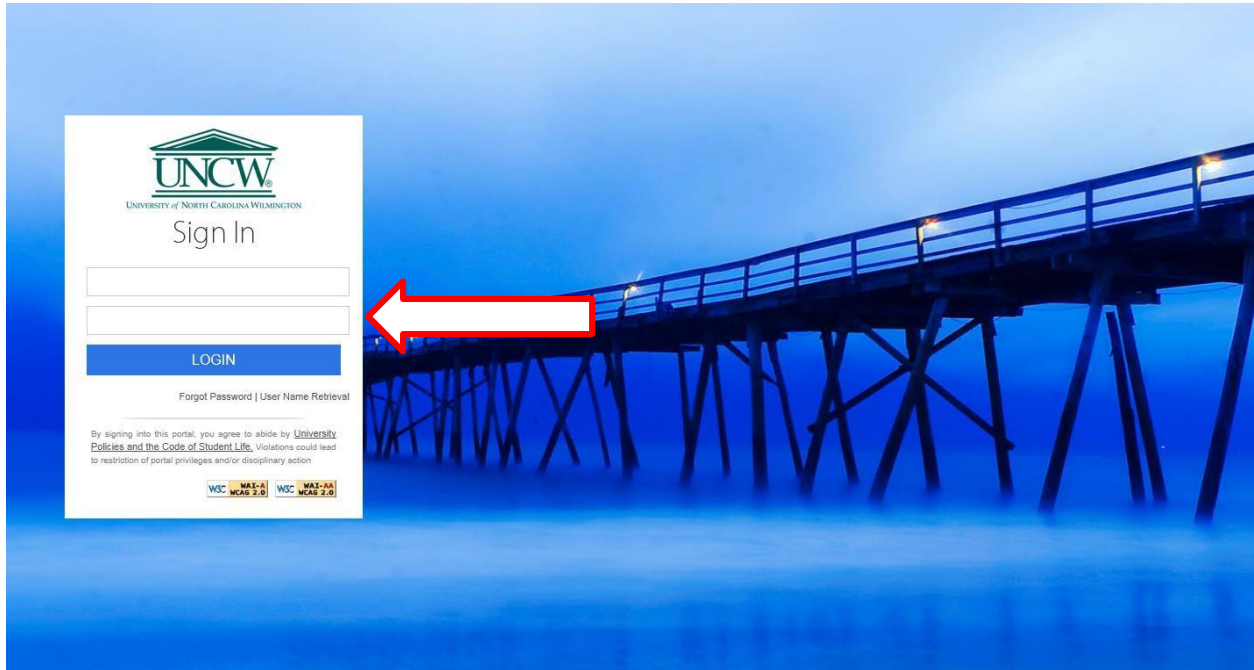 UNCW®
UNIVERSITY of NORTH CAROLINA WILMINGTON
Sign In
LOGIN
Forgot Password | User Name Retrieval
By signing into this portal, you agree to abide by University
Policies and the Code of Student Life. Violations could lead
to restriction of portal privileges and/or disciplinary action
W3C WAI-A WCAG 2.0 W3C WAI-AA WCAG 2.0